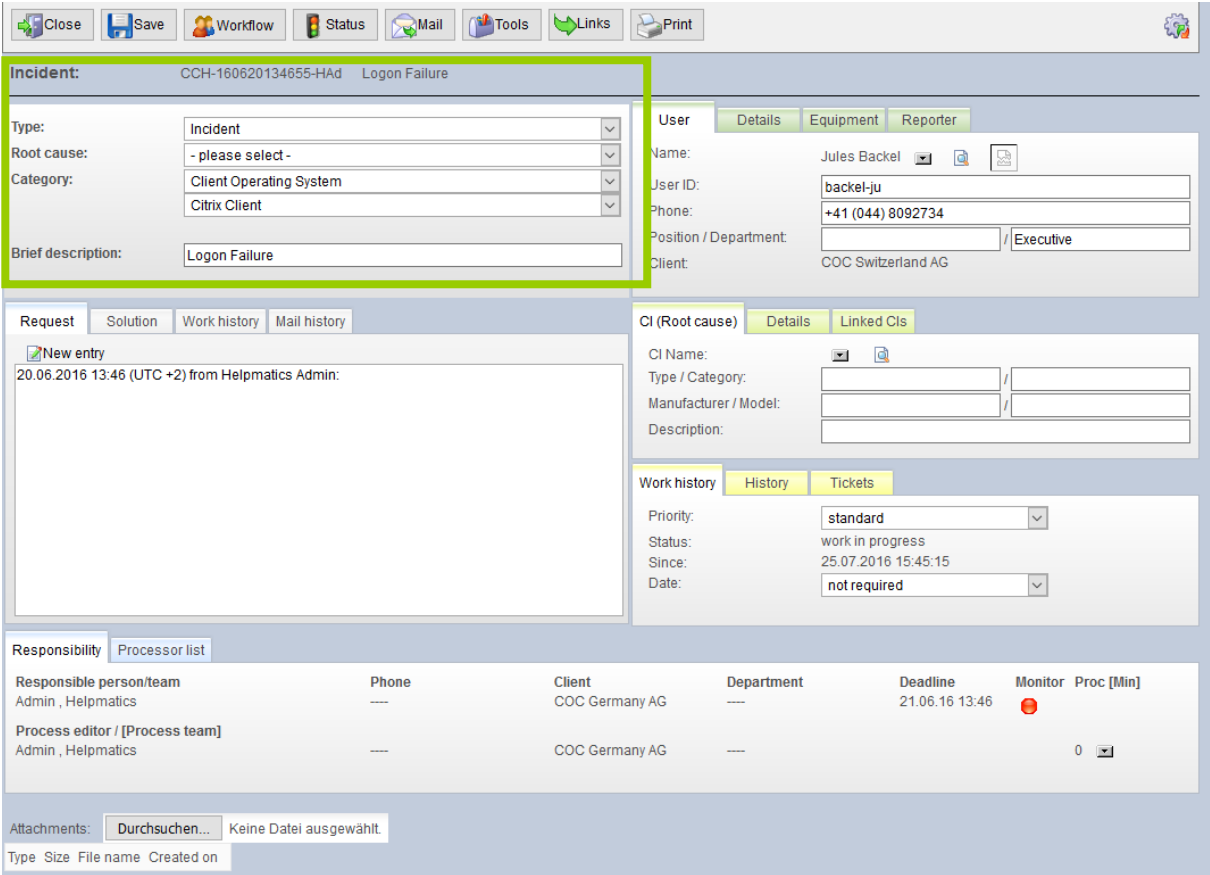 Close Save Workflow Status Mail Tools Links Print
Incident: CCH-160620134655-HAd Logon Failure
Type: Incident
Root cause: - please select -
Category: Client Operating System
Citrix Client
Brief description: Logon Failure
User Details Equipment Reporter
Name: Jules Backel
User ID: backel-ju
Phone: +41 (044) 8092734
Position / Department: / Executive
Client: COC Switzerland AG
Request Solution Work history Mail history
New entry
20.06.2016 13:46 (UTC +2) from Helpmatics Admin:
CI (Root cause) Details Linked CIs
CI Name:
Type / Category: /
Manufacturer / Model: /
Description:
Work history History Tickets
Priority: standard
Status: work in progress
Since: 25.07.2016 15:45:15
Date: not required
Responsibility Processor list
Responsible person/team Phone Client Department Deadline Monitor Proc [Min]
Admin , Helpmatics ---- COC Germany AG ---- 21.06.16 13:46
Process editor / [Process team]
Admin , Helpmatics ---- COC Germany AG ---- 0
Attachments: Durchsuchen... Keine Datei ausgewählt.
Type Size File name Created on